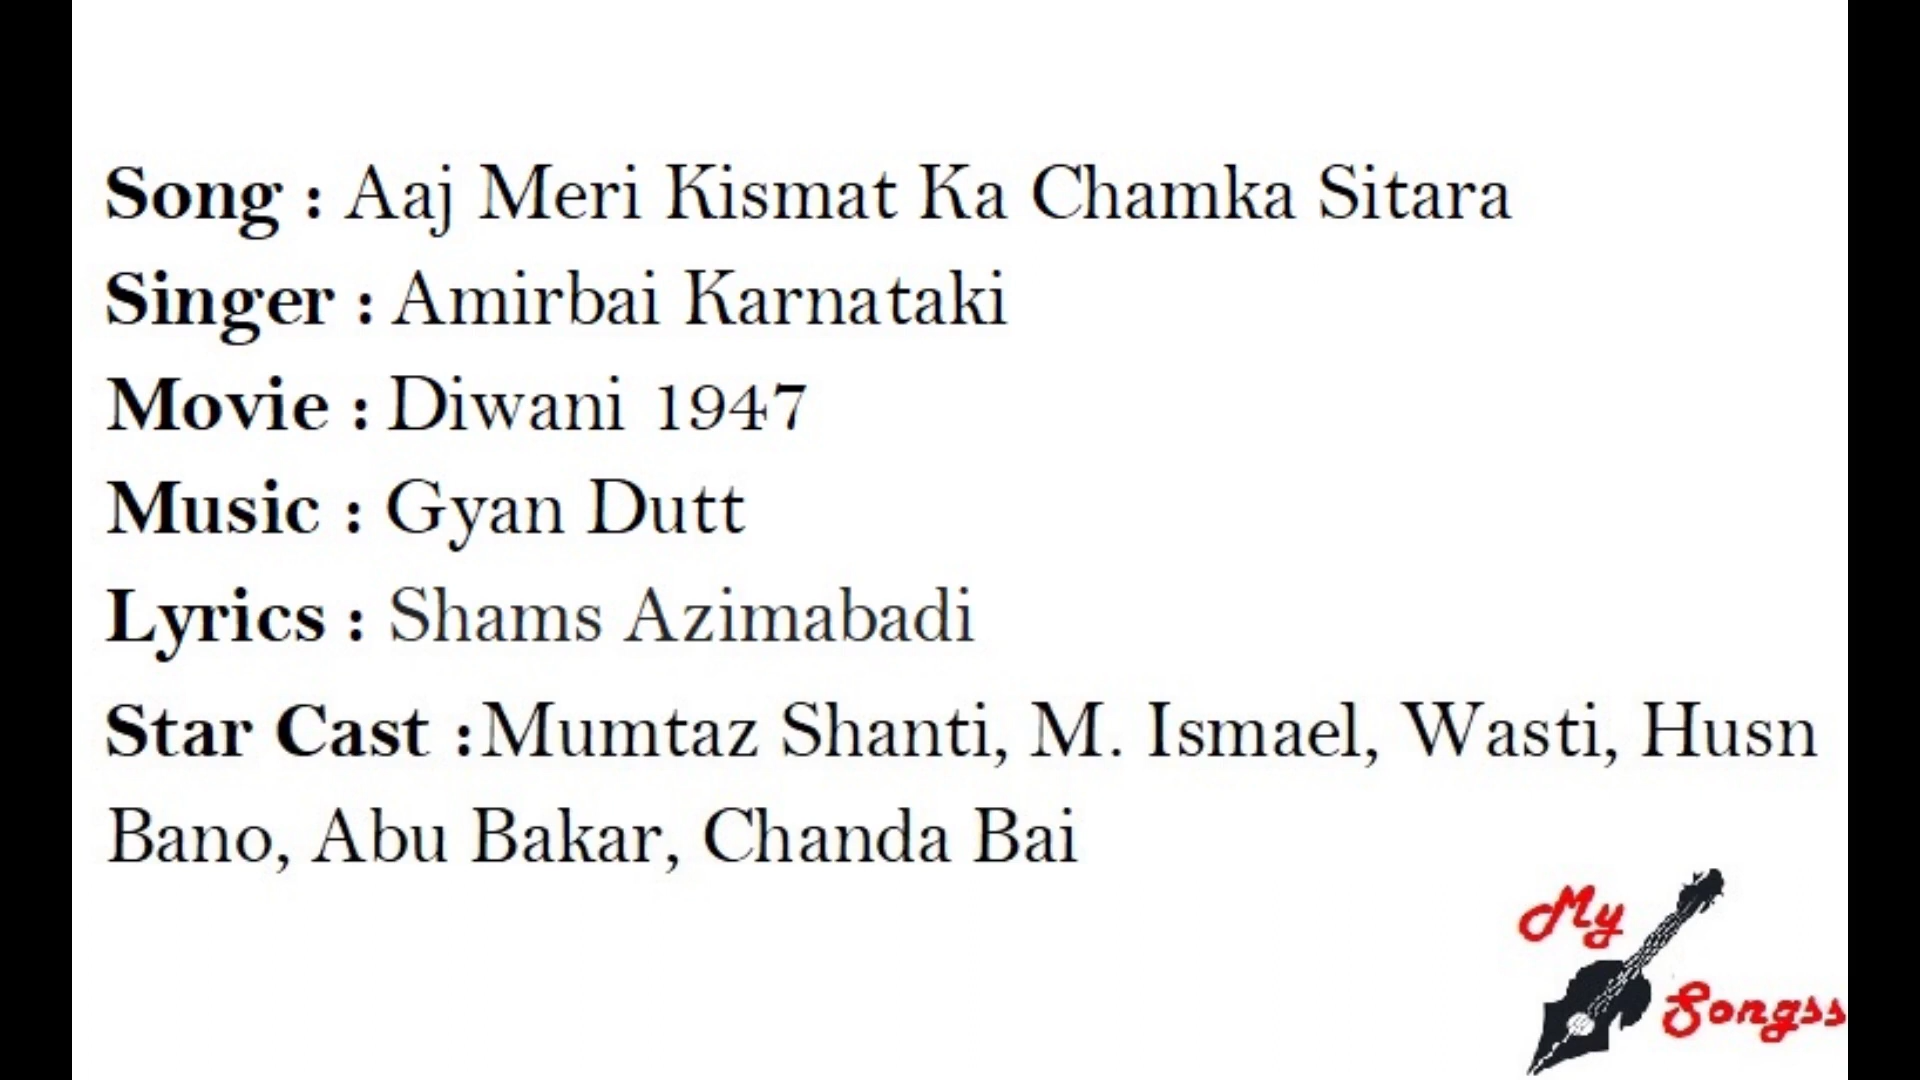 Song : Aaj Meri Kismat Ka Chamka Sitara
Singer : Amirbai Karnataki
Movie : Diwani 1947
Music : Gyan Dutt
Lyrics : Shams Azimabadi
Star Cast :Mumtaz Shanti, M. Ismael, Wasti, Husn
Bano, Abu Bakar, Chanda Bai
My
Songss